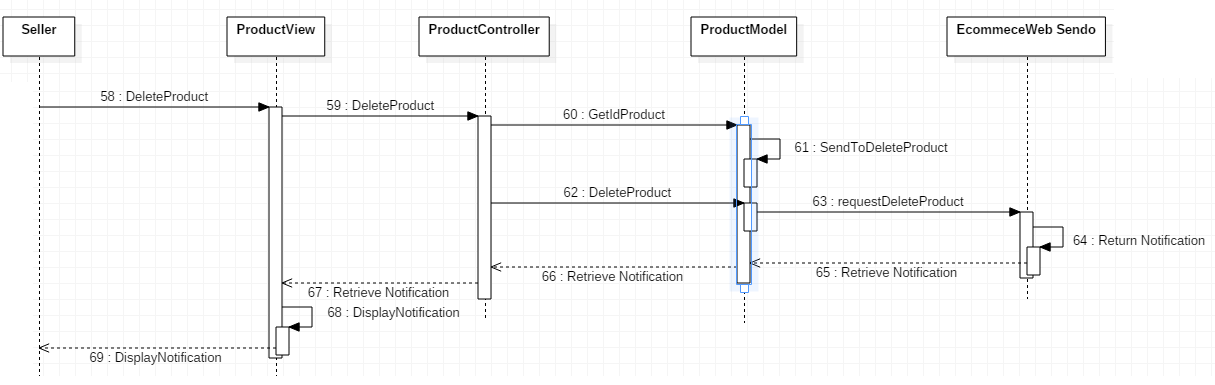 Seller
ProductView
ProductController
ProductModel
EcommeceWeb Sendo
58 : DeleteProduct
59 : DeleteProduct
60 : GetIdProduct
61 : SendToDeleteProduct
62 : DeleteProduct
63 : requestDeleteProduct
64 : Return Notification
65 : Retrieve Notification
66 : Retrieve Notification
67 : Retrieve Notification
68 : DisplayNotification
69 : DisplayNotification